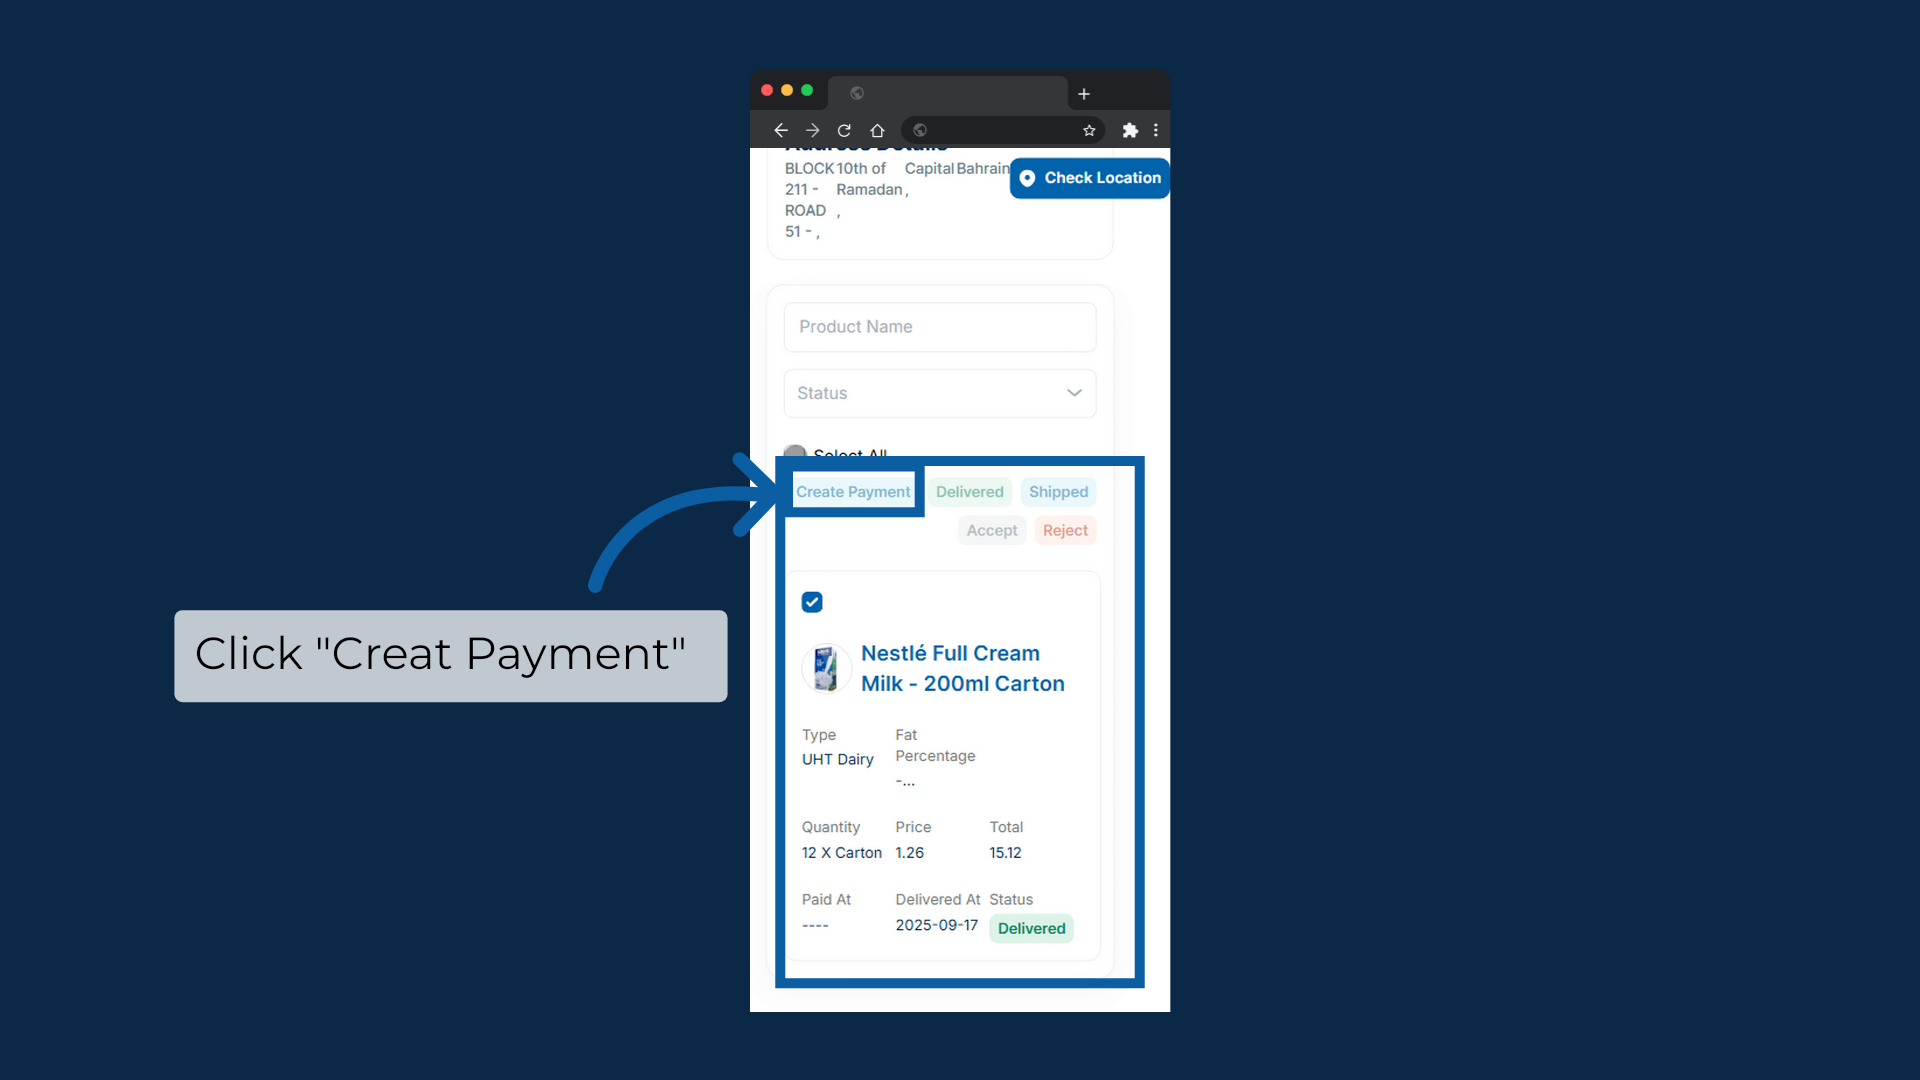 Address Details
BLOCK 10th of Capital Bahrain
211 - Ramadan ,
ROAD ,
51 - ,
Check Location
Product Name
Status
Select All
Create Payment Delivered Shipped
Accept Reject
Click "Creat Payment"
Nestlé Full Cream
Milk - 200ml Carton
Type Fat
Percentage
UHT Dairy
-...
Quantity Price Total
12 X Carton 1.26 15.12
Paid At Delivered At Status
---- 2025-09-17 Delivered